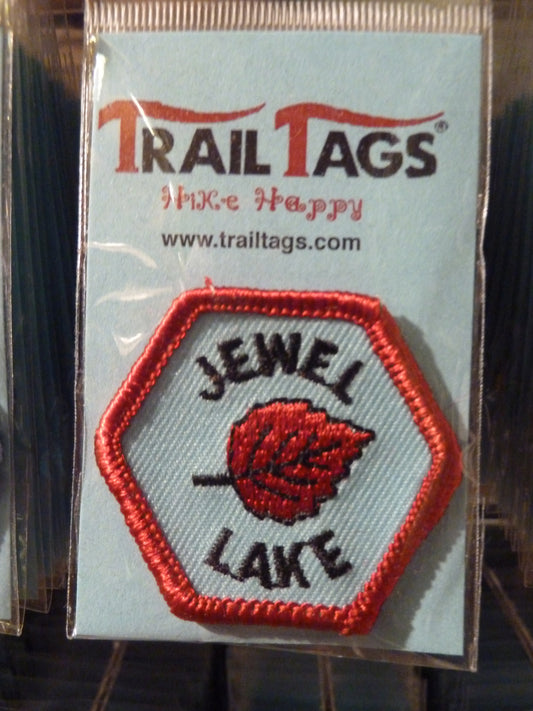 TRAIL TAGS®
Hike Happy
www.trailtags.com
JEWEL
LAKE